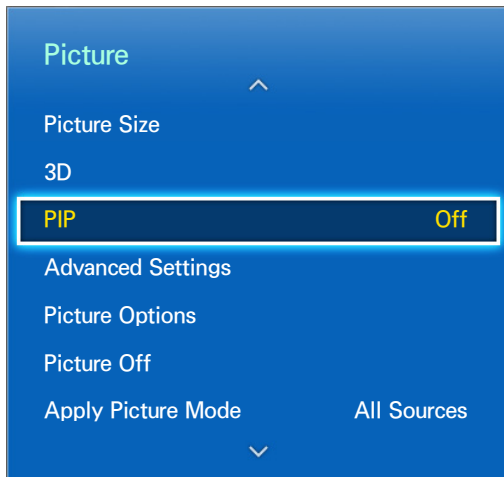 Picture
Picture Size
3D
PIP Off
Advanced Settings
Picture Options
Picture Off
Apply Picture Mode All Sources